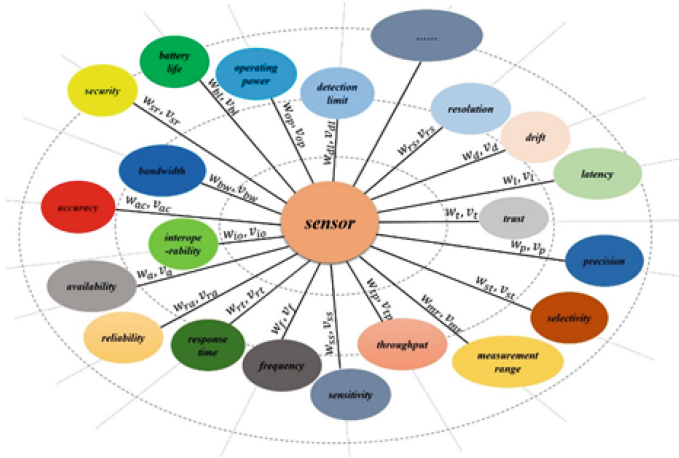 ......
battery
life
operating
power
security
detection
limit
resolution
drift
latency
bandwidth
accuracy
interope
-rability
availability
reliability
response
time
frequency
sensitivity
throughput
measurement
range
selectivity
precision
trust
sensor
w_sr, v_sr
w_bl, v_bl
w_op, v_op
w_dl, v_dl
w_rs, v_rs
w_d, v_d
w_l, v_l
w_t, v_t
w_p, v_p
w_st, v_st
w_mr, v_mr
w_tp, v_tp
w_ss, v_ss
w_f, v_f
w_rt, v_rt
w_ra, v_ra
w_a, v_a
w_io, v_io
w_ac, v_ac
w_bw, v_bw